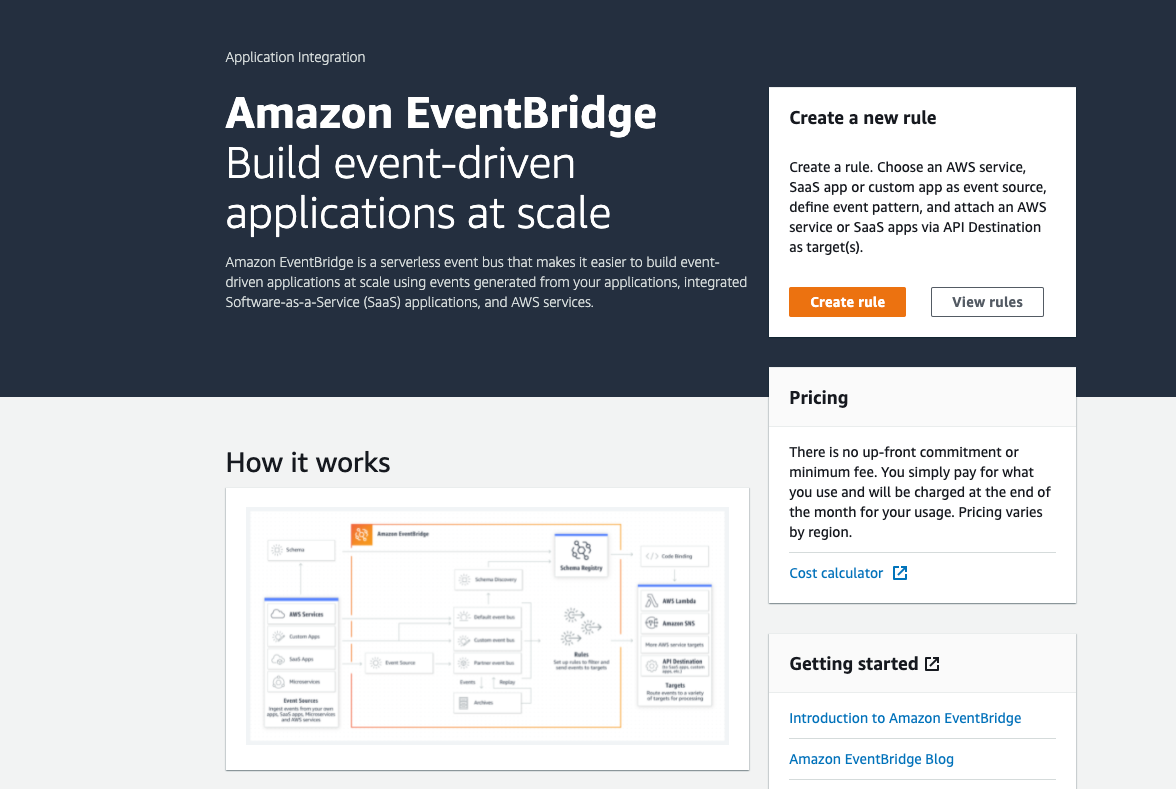 Application Integration
Amazon EventBridge
Build event-driven
applications at scale
Amazon EventBridge is a serverless event bus that makes it easier to build event-
driven applications at scale using events generated from your applications, integrated
Software-as-a-Service (SaaS) applications, and AWS services.
Create a new rule
Create a rule. Choose an AWS service,
SaaS app or custom app as event source,
define event pattern, and attach an AWS
service or SaaS apps via API Destination
as target(s).
Create rule
View rules
Pricing
There is no up-front commitment or
minimum fee. You simply pay for what
you use and will be charged at the end of
the month for your usage. Pricing varies
by region.
Cost calculator
Getting started
Introduction to Amazon EventBridge
Amazon EventBridge Blog
How it works
Amazon EventBridge
Schema
AWS Services
Custom Apps
SaaS Apps
Microservices
Event Sources
Ingest events from your own
apps, SaaS apps, Microservices
and AWS services
Event Source
Schema Discovery
Default event bus
Custom event bus
Partner event bus
Events
Replay
Archives
Schema Registry
Rules
Set up rules to filter and
send events to targets
Code Binding
AWS Lambda
Amazon SNS
More AWS service targets
API Destination
(to SaaS apps, custom
apps, etc.)
Targets
Route events to a variety
of targets for processing